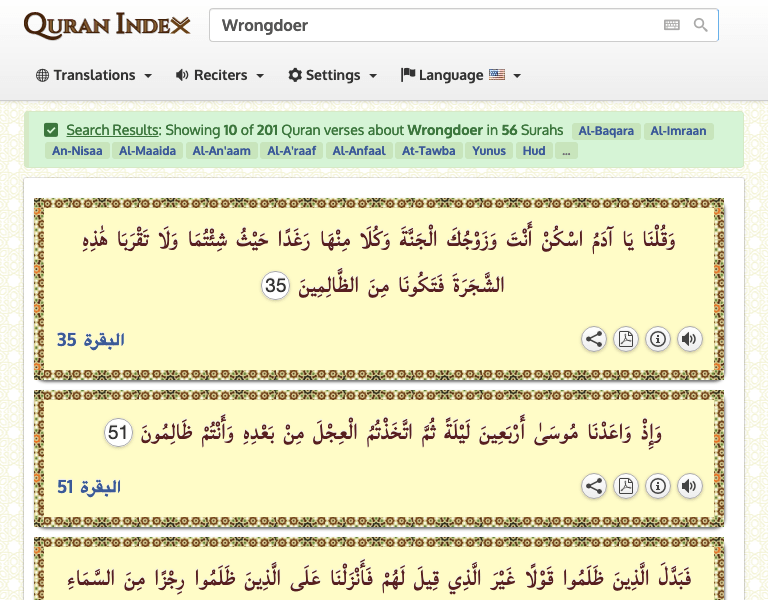 QURAN INDEX
Wrongdoer
Translations Reciters Settings Language
Search Results: Showing 10 of 201 Quran verses about Wrongdoer in 56 Surahs Al-Baqara Al-Imraan
An-Nisaa Al-Maaida Al-An'aam Al-A'raaf Al-Anfaal At-Tawba Yunus Hud ...
وَقُلْنَا يَا آدَمُ اسْكُنْ أَنْتَ وَزَوْجُكَ الْجَنَّةَ وَكُلَا مِنْهَا رَغَدًا حَيْثُ شِئْتُمَا وَلَا تَقْرَبَا هَٰذِهِ
الشَّجَرَةَ فَتَكُونَا مِنَ الظَّالِمِينَ 35
البقرة 35
وَإِذْ وَاعَدْنَا مُوسَىٰ أَرْبَعِينَ لَيْلَةً ثُمَّ اتَّخَذْتُمُ الْعِجْلَ مِنْ بَعْدِهِ وَأَنْتُمْ ظَالِمُونَ 51
البقرة 51
فَبَدَّلَ الَّذِينَ ظَلَمُوا قَوْلًا غَيْرَ الَّذِي قِيلَ لَهُمْ فَأَنْزَلْنَا عَلَى الَّذِينَ ظَلَمُوا رِجْزًا مِنَ السَّمَاءِ